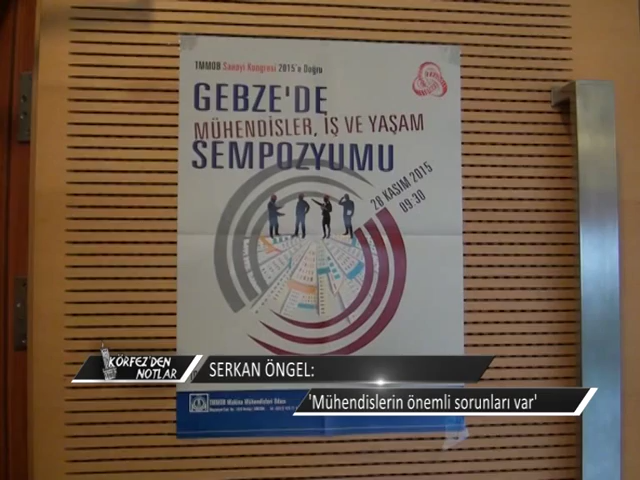 TMMOB Sanayi Kongresi 2015'e Doğru
GEBZE'DE
MÜHENDİSLER, İŞ VE YAŞAM
SEMPOZYUMU
28 KASIM 2015
09:30
KÖRFEZ'DEN
NOTLAR
SERKAN ÖNGEL:
'Mühendislerin önemli sorunları var'
TMMOB Makina Mühendisleri Odası